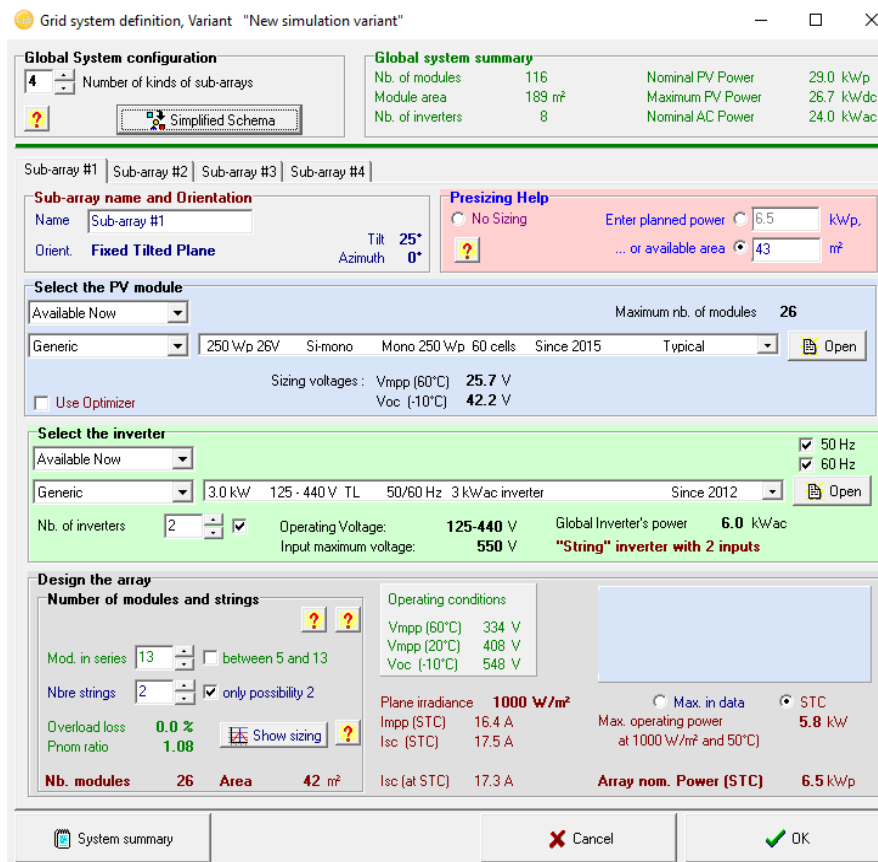 Grid system definition, Variant "New simulation variant"
Global System configuration
4 Number of kinds of sub-arrays
? Simplified Schema
Global system summary
Nb. of modules 116 Nominal PV Power 29.0 kWp
Module area 189 m² Maximum PV Power 26.7 kWdc
Nb. of inverters 8 Nominal AC Power 24.0 kWac
Sub-array #1 Sub-array #2 Sub-array #3 Sub-array #4
Sub-array name and Orientation
Name Sub-array #1
Orient. Fixed Tilted Plane
Tilt 25°
Azimuth 0°
Presizing Help
No Sizing Enter planned power 6.5 kWp,
? ... or available area 43 m²
Select the PV module
Available Now Maximum nb. of modules 26
Generic 250 Wp 26V Si-mono Mono 250 Wp 60 cells Since 2015 Typical Open
Sizing voltages : Vmpp (60°C) 25.7 V
Use Optimizer Voc (-10°C) 42.2 V
Select the inverter
Available Now 50 Hz
60 Hz
Generic 3.0 kW 125 - 440 V TL 50/60 Hz 3 kWac inverter Since 2012 Open
Nb. of inverters 2 Operating Voltage: 125-440 V Global Inverter's power 6.0 kWac
Input maximum voltage: 550 V "String" inverter with 2 inputs
Design the array
Number of modules and strings
? ?
Mod. in series 13 between 5 and 13
Nbre strings 2 only possibility 2
Overload loss 0.0 %
Pnom ratio 1.08
Show sizing ?
Nb. modules 26 Area 42 m²
Operating conditions
Vmpp (60°C) 334 V
Vmpp (20°C) 408 V
Voc (-10°C) 548 V
Plane irradiance 1000 W/m²
Impp (STC) 16.4 A
Isc (STC) 17.5 A
Isc (at STC) 17.3 A
Max. in data STC
Max. operating power 5.8 kW
at 1000 W/m² and 50°C)
Array nom. Power (STC) 6.5 kWp
System summary Cancel OK